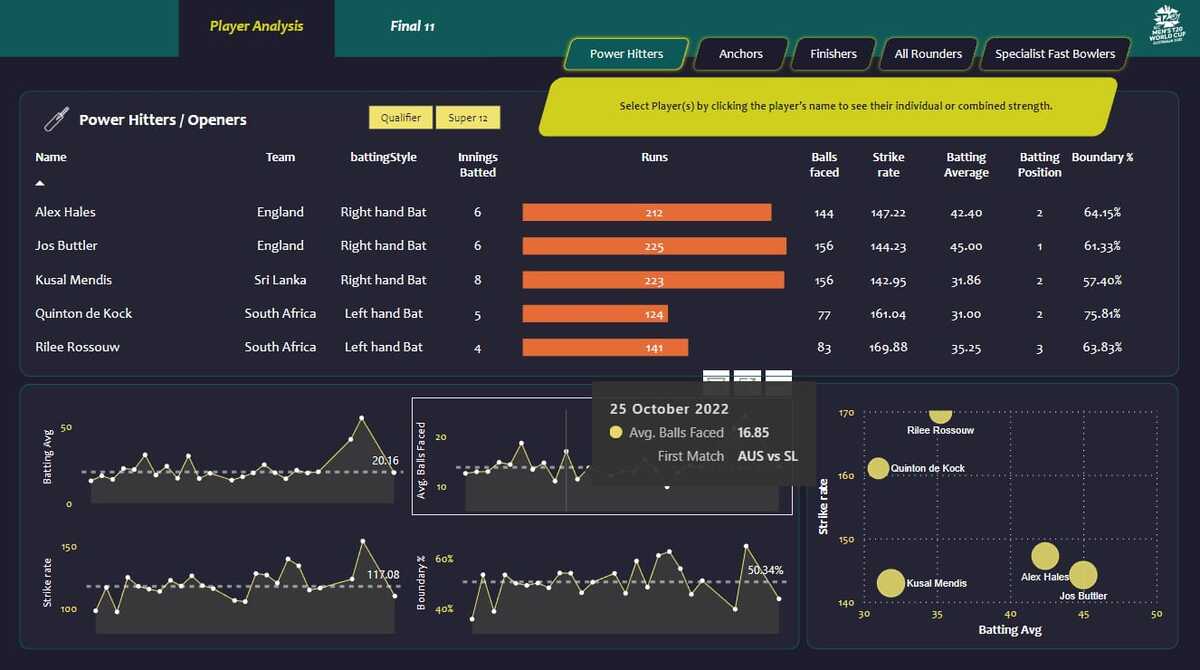 Player Analysis
Final 11
MEN'S T20
WORLD CUP
Power Hitters
Anchors
Finishers
All Rounders
Specialist Fast Bowlers
Select Player(s) by clicking the player's name to see their individual or combined strength.
Power Hitters / Openers
Qualifier
Super 12
Name Team battingStyle Innings Batted Runs Balls faced Strike rate Batting Average Batting Position Boundary %
Alex Hales England Right hand Bat 6 212 144 147.22 42.40 2 64.15%
Jos Buttler England Right hand Bat 6 225 156 144.23 45.00 1 61.33%
Kusal Mendis Sri Lanka Right hand Bat 8 223 156 142.95 31.86 2 57.40%
Quinton de Kock South Africa Left hand Bat 5 124 77 161.04 31.00 2 75.81%
Rilee Rossouw South Africa Left hand Bat 4 141 83 169.88 35.25 3 63.83%
Batting Avg
50
0
20.16
Avg. Balls Faced
20
10
25 October 2022
Avg. Balls Faced 16.85
First Match AUS vs SL
Strike rate
150
100
117.08
Boundary %
60%
40%
50.34%
Strike rate
170
160
150
140
Rilee Rossouw
Quinton de Kock
Alex Hales
Kusal Mendis
Jos Buttler
30 35 40 45 50
Batting Avg